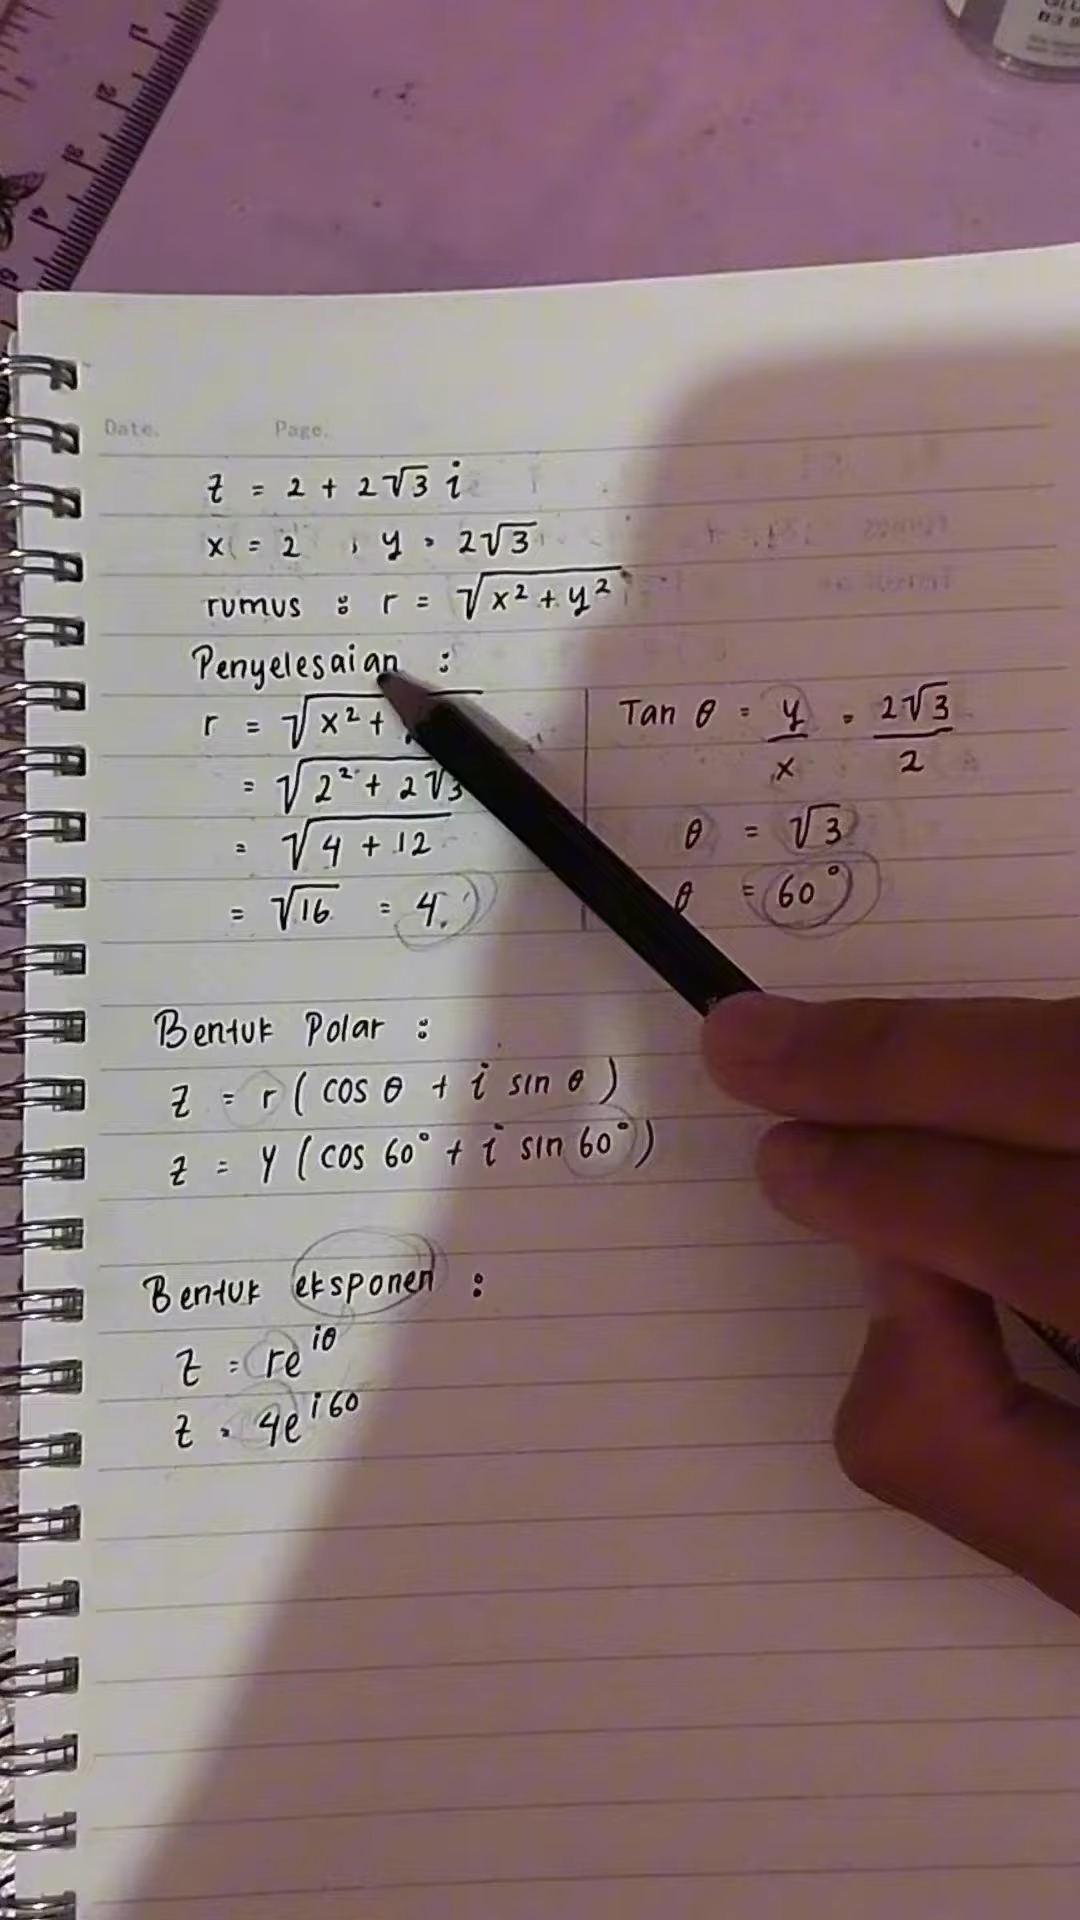 Date.
Page.
z = 2 + 2√3 i
x = 2 , y = 2√3
rumus : r = √x² + y²
Penyelesaian :
r = √x² +
= √2² + 2√3
= √4 + 12
= √16 = 4.
Tan θ = y/x = 2√3/2
θ = √3
θ = 60°
Bentuk Polar :
z = r ( cos θ + i sin θ )
z = y ( cos 60° + i sin 60° )
Bentuk eksponen :
z = re^iθ
z = 4e^i60